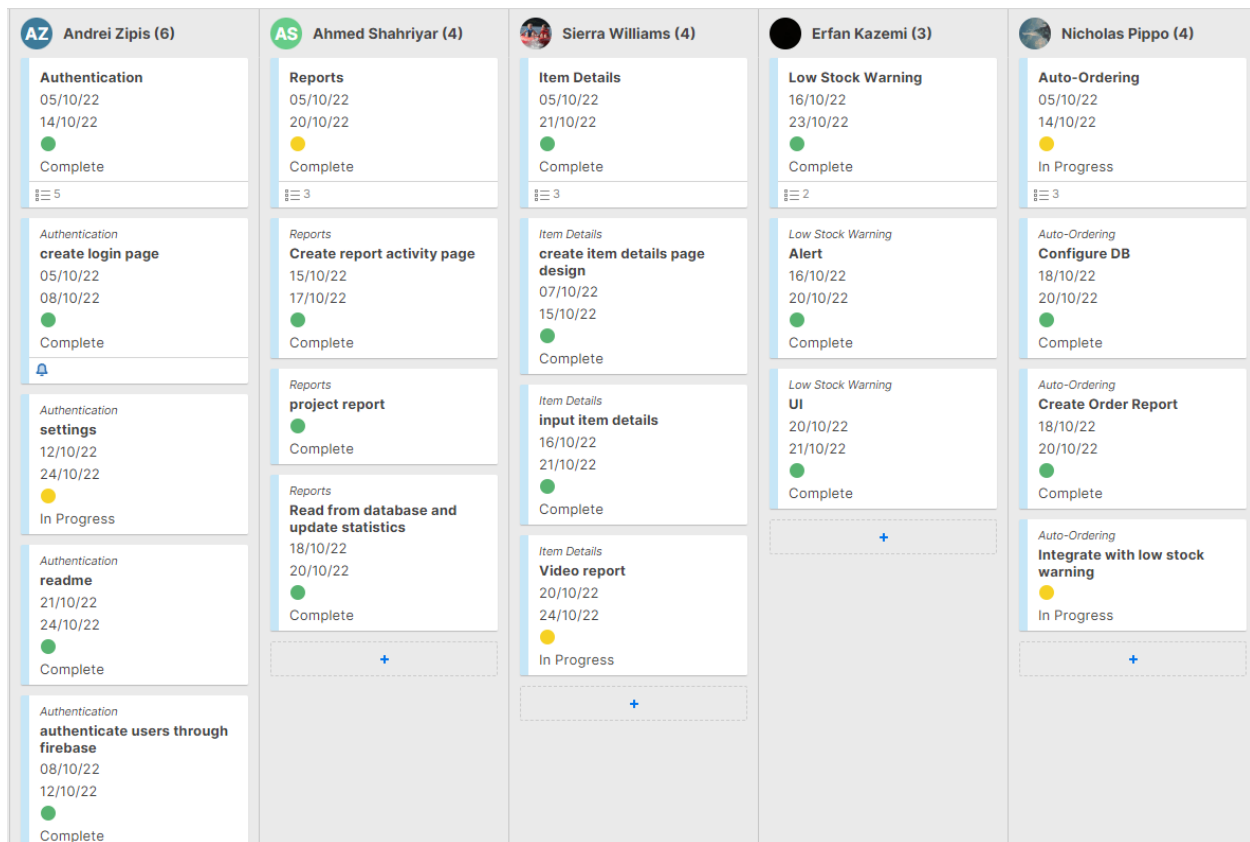 AZ Andrei Zipis (6)
Authentication
05/10/22
14/10/22
Complete
5
Authentication
create login page
05/10/22
08/10/22
Complete
Authentication
settings
12/10/22
24/10/22
In Progress
Authentication
readme
21/10/22
24/10/22
Complete
Authentication
authenticate users through
firebase
08/10/22
12/10/22
Complete
AS Ahmed Shahriyar (4)
Reports
05/10/22
20/10/22
Complete
3
Reports
Create report activity page
15/10/22
17/10/22
Complete
Reports
project report
Complete
Reports
Read from database and
update statistics
18/10/22
20/10/22
Complete
+
Sierra Williams (4)
Item Details
05/10/22
21/10/22
Complete
3
Item Details
create item details page
design
07/10/22
15/10/22
Complete
Item Details
input item details
16/10/22
21/10/22
Complete
Item Details
Video report
20/10/22
24/10/22
In Progress
+
Erfan Kazemi (3)
Low Stock Warning
16/10/22
23/10/22
Complete
2
Low Stock Warning
Alert
16/10/22
20/10/22
Complete
Low Stock Warning
UI
20/10/22
21/10/22
Complete
+
Nicholas Pippo (4)
Auto-Ordering
05/10/22
14/10/22
In Progress
3
Auto-Ordering
Configure DB
18/10/22
20/10/22
Complete
Auto-Ordering
Create Order Report
18/10/22
20/10/22
Complete
Auto-Ordering
Integrate with low stock
warning
In Progress
+